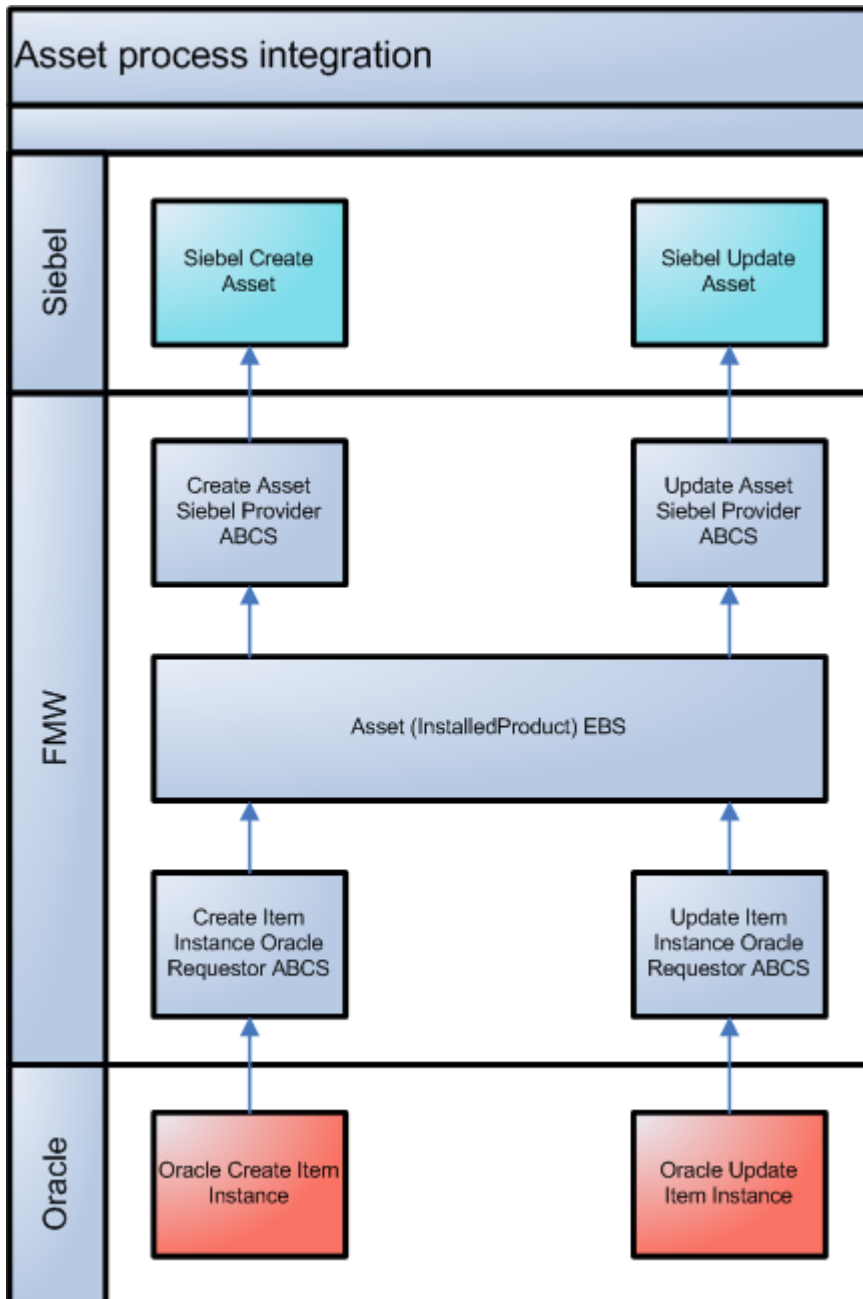 Asset process integration
Siebel
Siebel Create
Asset
Siebel Update
Asset
FMW
Create Asset
Siebel Provider
ABCS
Update Asset
Siebel Provider
ABCS
Asset (InstalledProduct) EBS
Create Item
Instance Oracle
Requestor ABCS
Update Item
Instance Oracle
Requestor ABCS
Oracle
Oracle Create Item
Instance
Oracle Update
Item Instance